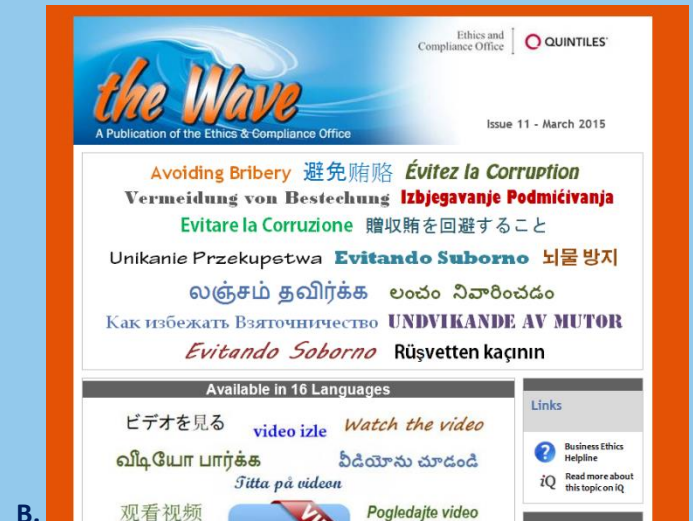 Ethics and
Compliance Office
QUINTILES
the Wave
A Publication of the Ethics & Compliance Office
Issue 11 - March 2015
Avoiding Bribery 避免贿赂 Évitez la Corruption
Vermeidung von Bestechung Izbjegavanje Podmićivanja
Evitare la Corruzione 贈収賄を回避すること
Unikanie Przekupstwa Evitando Suborno 뇌물 방지
லஞ்சம் தவிர்க்க లంచం నివారించడం
Как избежать Взяточничество UNDVIKANDE AV MUTOR
Evitando Soborno Rüşvetten kaçının
Available in 16 Languages
ビデオを見る video izle Watch the video
வீடியோ பார்க்க వీడియోను చూడండి
Titta på videon
观看视频 Pogledajte video
Links
Business Ethics
Helpline
iQ Read more about
this topic on iQ
B.